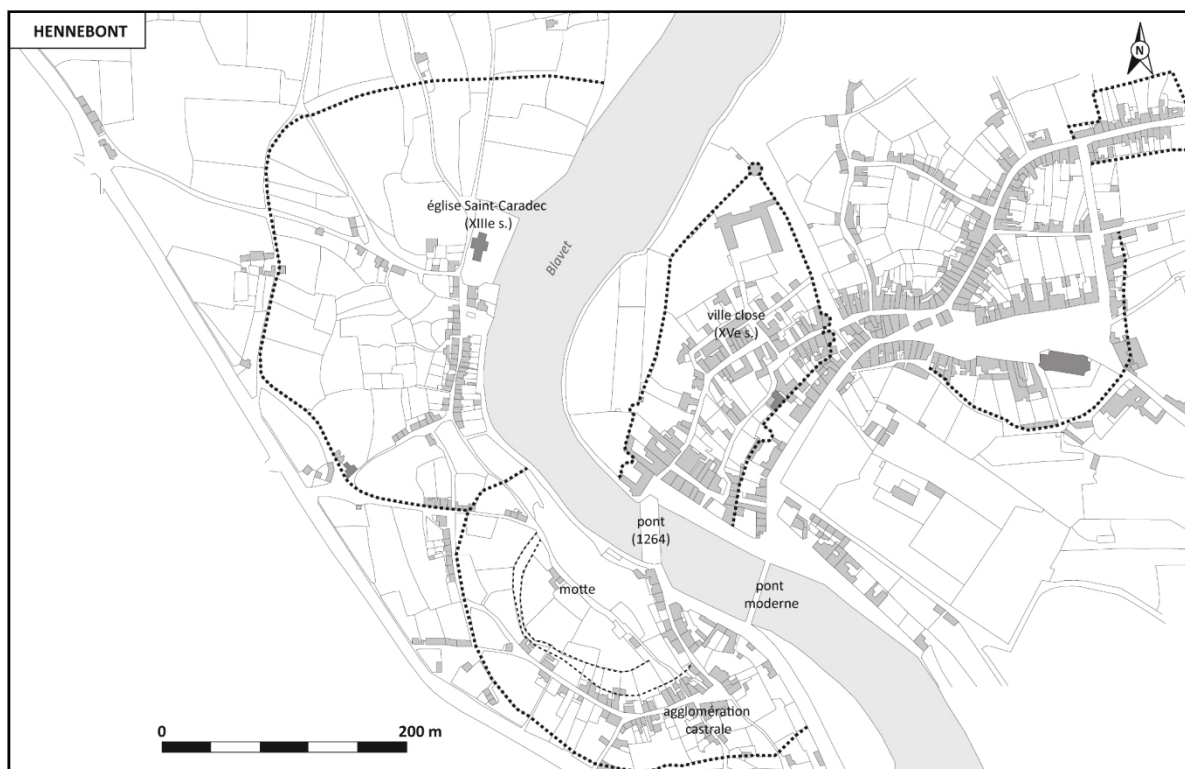 HENNEBONT
N
église Saint-Caradec
(XIIIe s.)
Blavet
ville close
(XVe s.)
pont
(1264)
motte
pont
moderne
agglomération
castrale
0
200 m